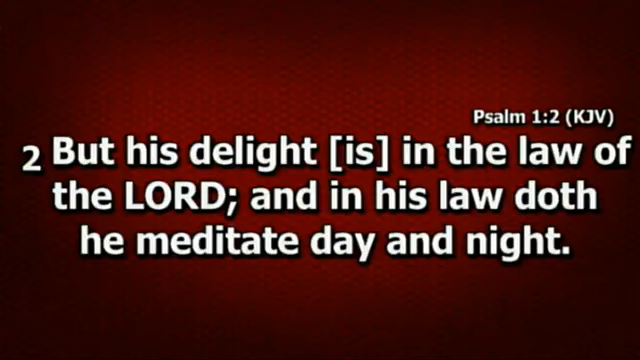 Psalm 1:2 (KJV)
2 But his delight [is] in the law of
the LORD; and in his law doth
he meditate day and night.